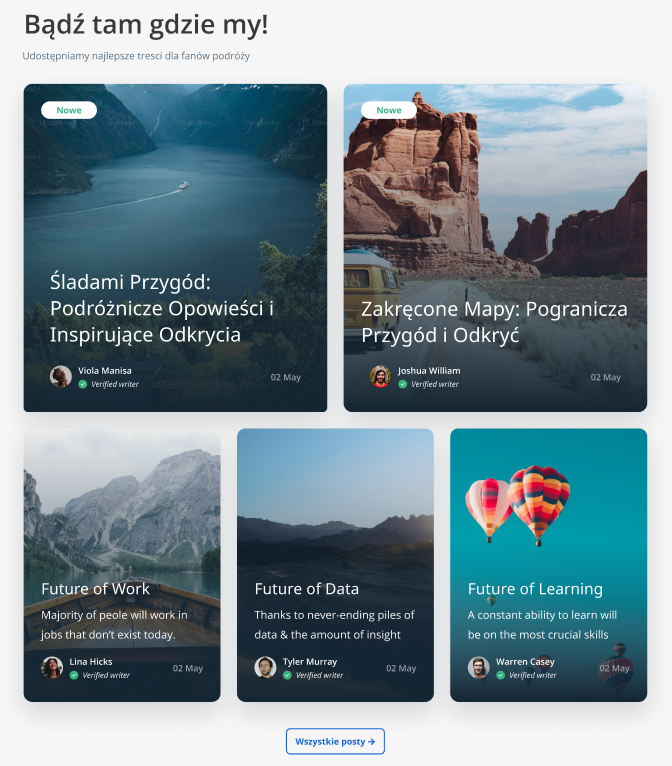 Bądź tam gdzie my!
Udostępniamy najlepsze tresci dla fanów podróży
Nowe
Śladami Przygód:
Podróżnicze Opowieści i
Inspirujące Odkrycia
Viola Manisa
Verified writer
02 May
Nowe
Zakręcone Mapy: Pogranicza
Przygód i Odkryć
Joshua William
Verified writer
02 May
Future of Work
Majority of peole will work in
jobs that don't exist today.
Lina Hicks
Verified writer
02 May
Future of Data
Thanks to never-ending piles of
data & the amount of insight
Tyler Murray
Verified writer
02 May
Future of Learning
A constant ability to learn will
be on the most crucial skills
Warren Casey
Verified writer
02 May
Wszystkie posty →